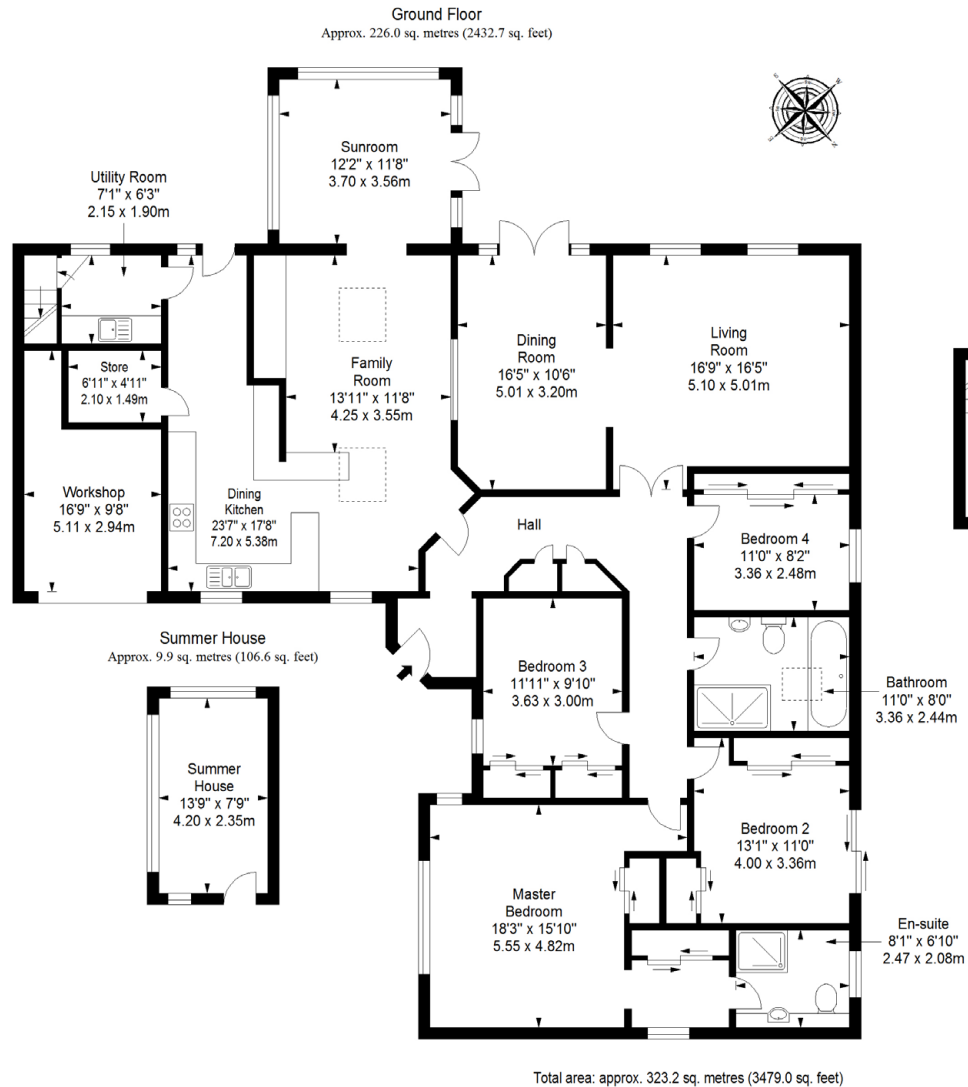 Ground Floor
Approx. 226.0 sq. metres (2432.7 sq. feet)
Sunroom
12'2" x 11'8"
3.70 x 3.56m
Utility Room
7'1" x 6'3"
2.15 x 1.90m
Store
6'11" x 4'11"
2.10 x 1.49m
Family
Room
13'11" x 11'8"
4.25 x 3.55m
Dining
Room
16'5" x 10'6"
5.01 x 3.20m
Living
Room
16'9" x 16'5"
5.10 x 5.01m
Workshop
16'9" x 9'8"
5.11 x 2.94m
Dining
Kitchen
23'7" x 17'8"
7.20 x 5.38m
Hall
Bedroom 4
11'0" x 8'2"
3.36 x 2.48m
Summer House
Approx. 9.9 sq. metres (106.6 sq. feet)
Bedroom 3
11'11" x 9'10"
3.63 x 3.00m
Bathroom
11'0" x 8'0"
3.36 x 2.44m
Summer
House
13'9" x 7'9"
4.20 x 2.35m
Bedroom 2
13'1" x 11'0"
4.00 x 3.36m
Master
Bedroom
18'3" x 15'10"
5.55 x 4.82m
En-suite
8'1" x 6'10"
2.47 x 2.08m
Total area: approx. 323.2 sq. metres (3479.0 sq. feet)